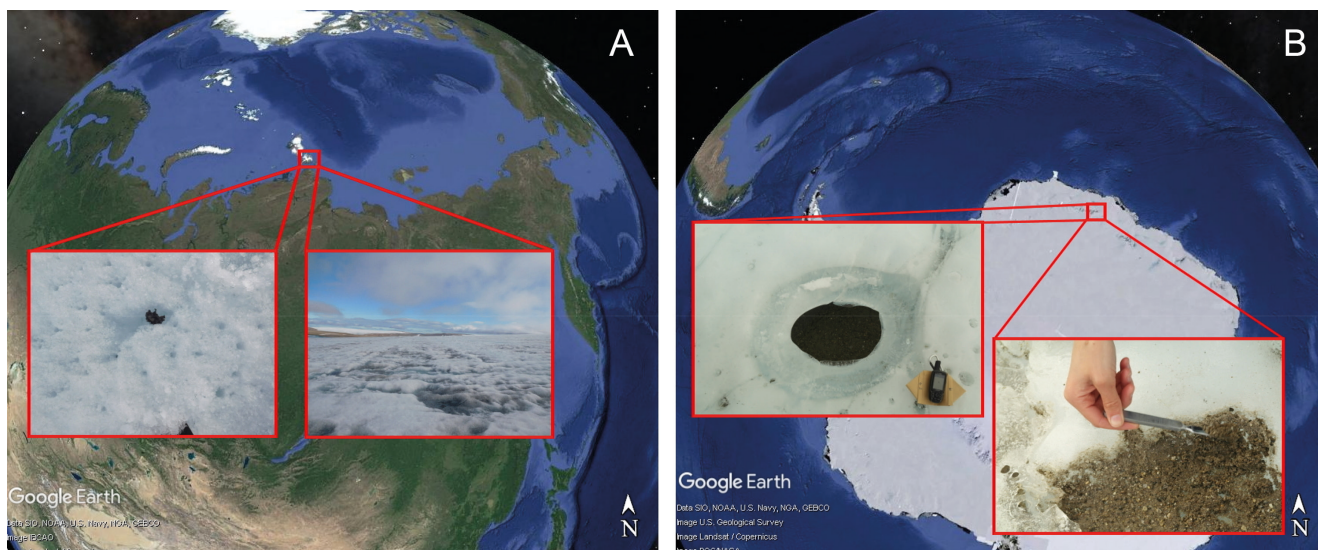 A
Google Earth
Data SIO, NOAA, U.S. Navy, NGA, GEBCO
Image IBCAO
N
B
Google Earth
Data SIO, NOAA, U.S. Navy, NGA, GEBCO
Image U.S. Geological Survey
Image Landsat / Copernicus
N